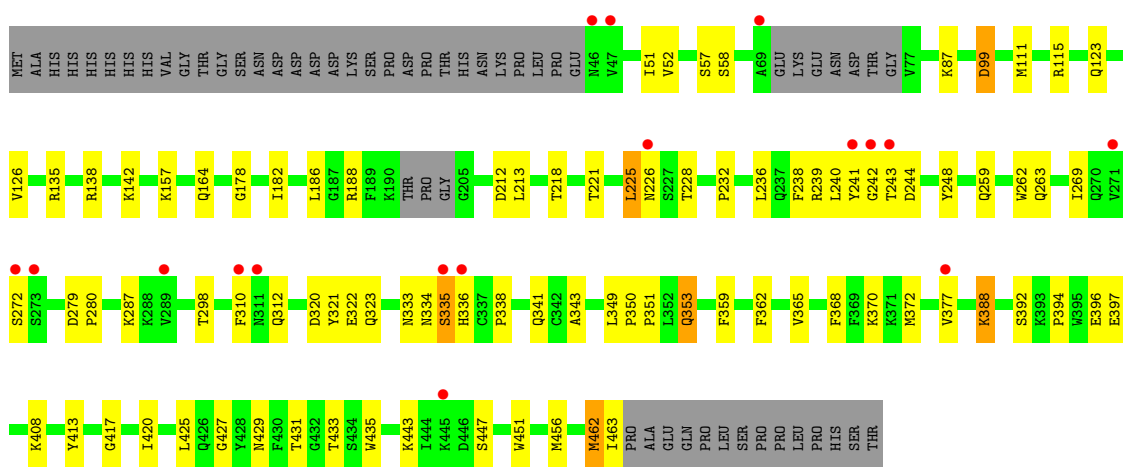 MET ALA HIS HIS HIS HIS HIS HIS VAL GLY THR GLY SER ASN ASP ASP ASP ASP LYS SER PRO ASP PRO THR HIS ASN LYS PRO LEU PRO GLU N46 V47 I51 V52 S57 S58 A69 GLU LYS GLU ASN ASP THR GLY V77 K87 D99 M111 R115 Q123
V126 R135 R138 K142 K157 Q164 G178 I182 L186 G187 R188 F189 K190 THR PRO GLY G205 D212 L213 T218 T221 L225 N226 S227 T228 P232 L236 Q237 F238 R239 L240 Y241 G242 T243 D244 Y248 Q259 W262 Q263 I269 Q270 V271
S272 S273 D279 P280 K287 K288 V289 T298 F310 N311 Q312 D320 Y321 E322 Q323 N333 N334 S335 H336 C337 P338 Q341 C342 A343 L349 P350 P351 L352 Q353 F359 F362 V365 F368 F369 K370 K371 M372 V377 K388 S392 K393 P394 W395 E396 E397
K408 Y413 G417 I420 L425 Q426 G427 Y428 N429 F430 T431 G432 T433 S434 W435 K443 I444 K445 D446 S447 W451 M456 M462 I463 PRO ALA GLU GLN PRO LEU SER PRO PRO LEU PRO HIS SER THR